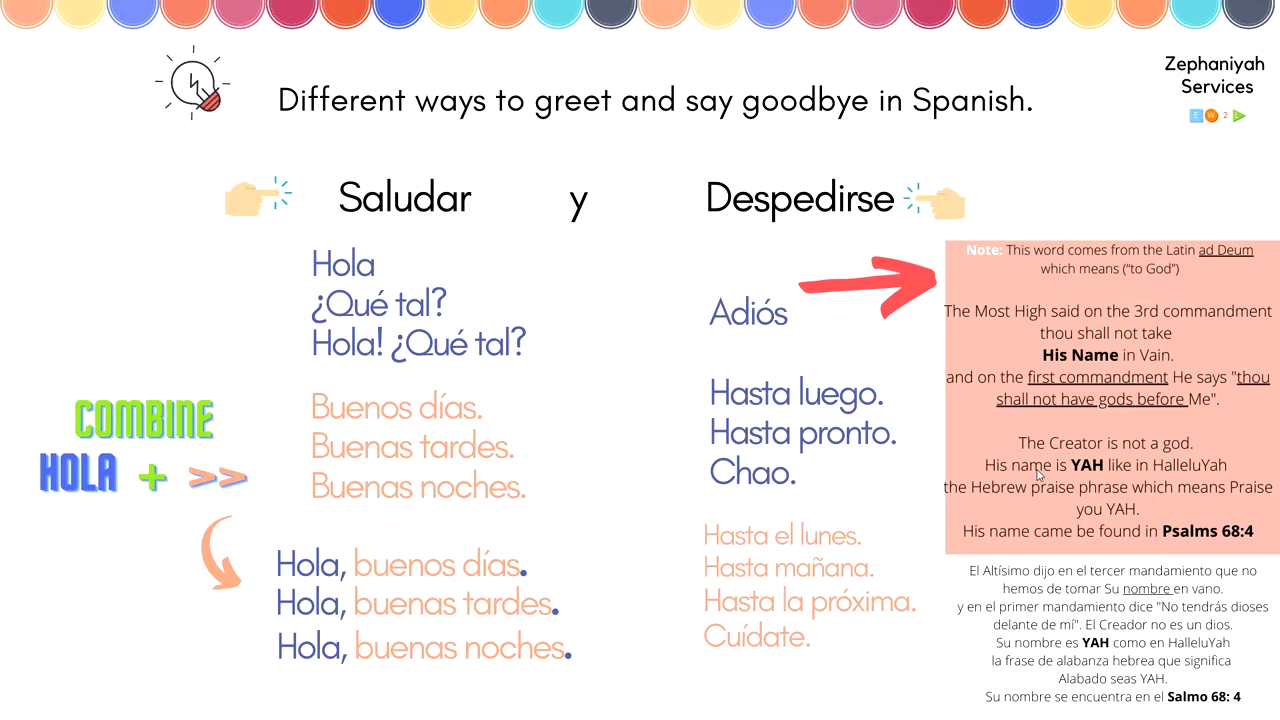 Different ways to greet and say goodbye in Spanish.
Zephaniyah
Services
E W 2 L
Saludar y Despedirse
Hola
¿Qué tal?
Hola! ¿Qué tal?
Buenos días.
Buenas tardes.
Buenas noches.
COMBINE
HOLA + >>
Hola, buenos días.
Hola, buenas tardes.
Hola, buenas noches.
Adiós
Hasta luego.
Hasta pronto.
Chao.
Hasta el lunes.
Hasta mañana.
Hasta la próxima.
Cuídate.
Note: This word comes from the Latin ad Deum
which means ("to God")
The Most High said on the 3rd commandment
thou shall not take
His Name in Vain.
and on the first commandment He says "thou
shall not have gods before Me".
The Creator is not a god.
His name is YAH like in HalleluYah
the Hebrew praise phrase which means Praise
you YAH.
His name came be found in Psalms 68:4
El Altísimo dijo en el tercer mandamiento que no
hemos de tomar Su nombre en vano.
y en el primer mandamiento dice "No tendrás dioses
delante de mí". El Creador no es un dios.
Su nombre es YAH como en HalleluYah
la frase de alabanza hebrea que significa
Alabado seas YAH.
Su nombre se encuentra en el Salmo 68: 4